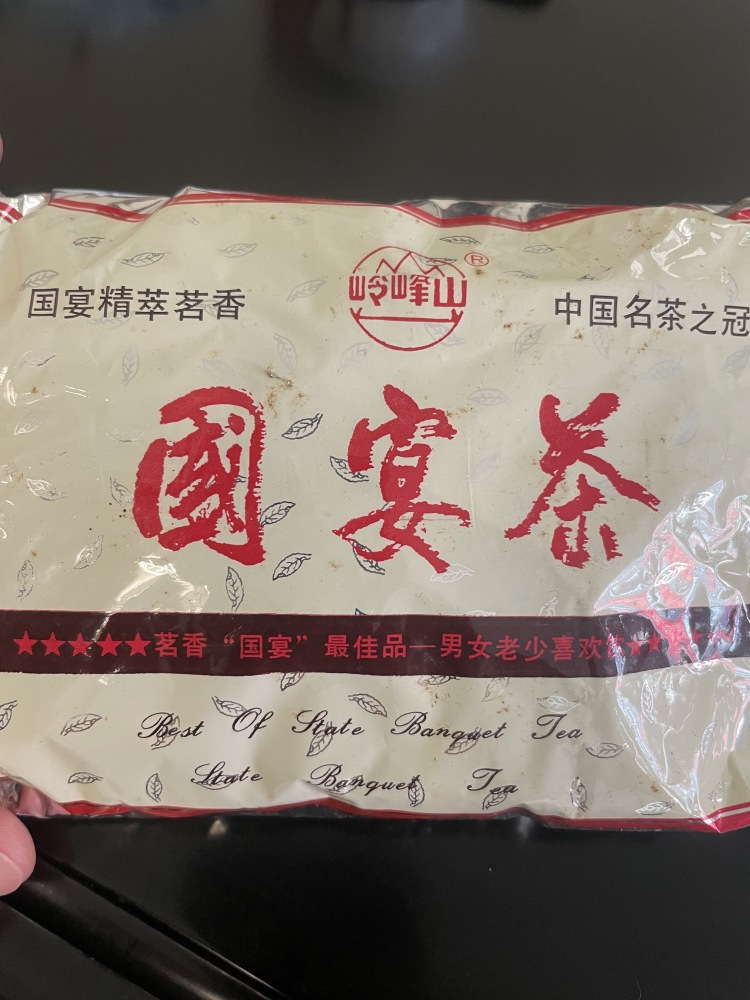 岭峰山®
国宴精萃茗香
中国名茶之冠
國宴茶
★★★★★茗香“国宴”最佳品—男女老少喜欢★★
Best Of State Banquet Tea
State Banquet Tea